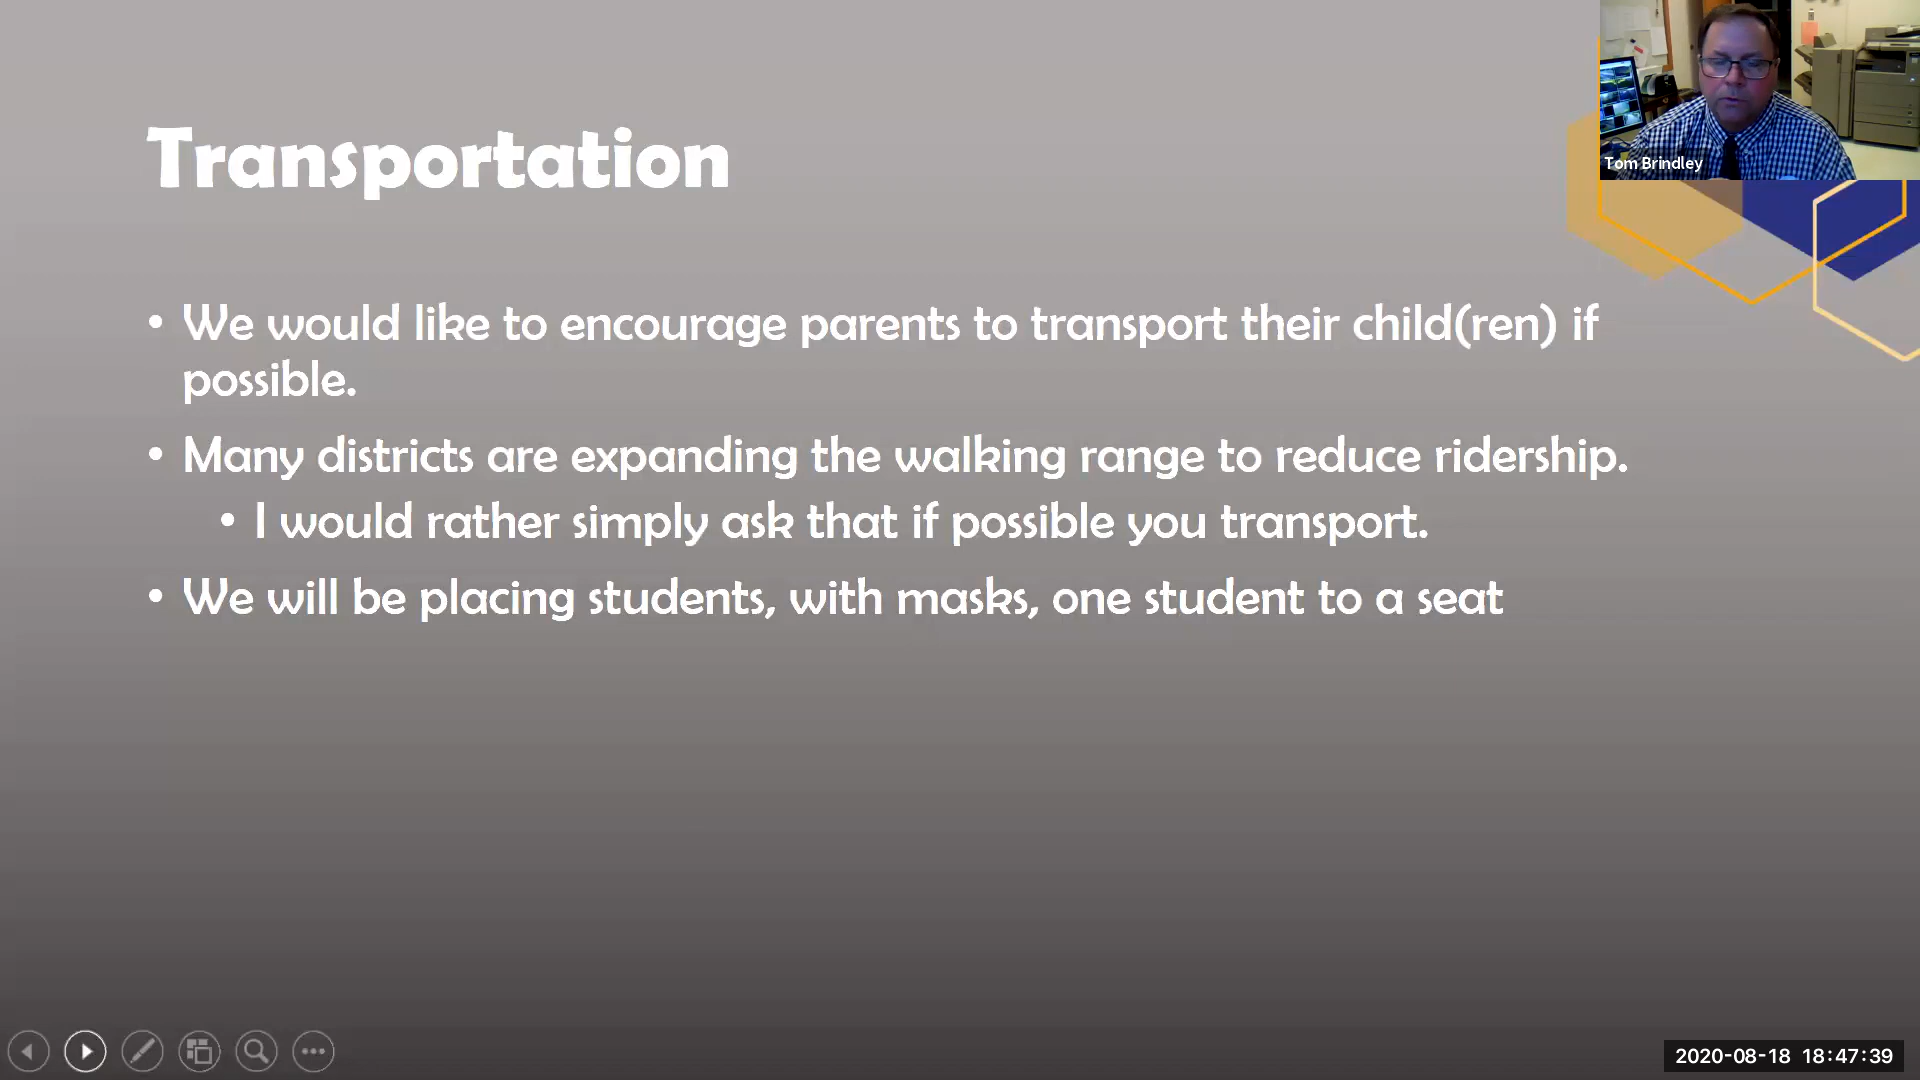 Tom Brindley
Transportation
• We would like to encourage parents to transport their child(ren) if
possible.
• Many districts are expanding the walking range to reduce ridership.
• I would rather simply ask that if possible you transport.
• We will be placing students, with masks, one student to a seat
2020-08-18 18:47:39